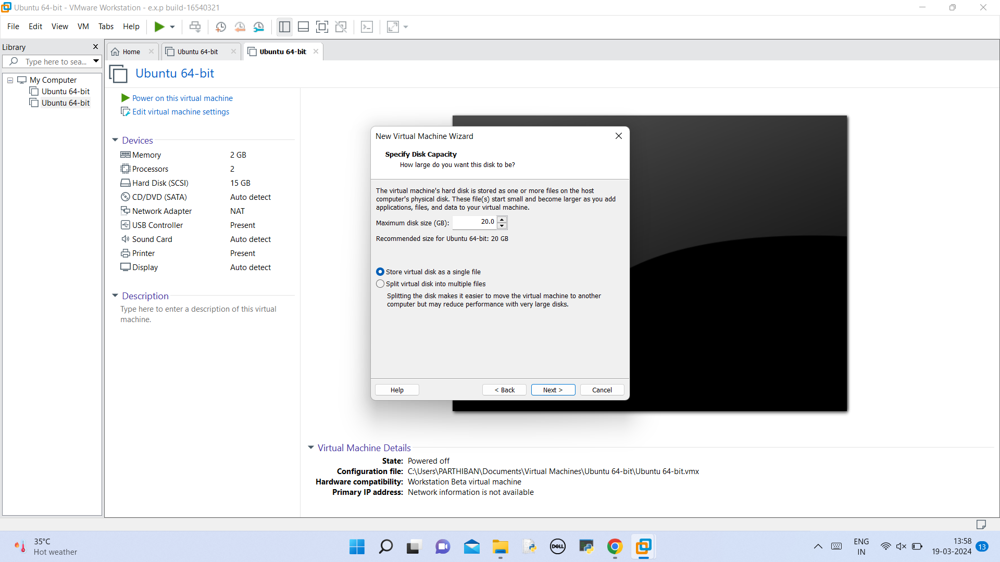 Ubuntu 64-bit - VMware Workstation - e.x.p build-16540321
File Edit View VM Tabs Help
Library
Type here to sea...
My Computer
Ubuntu 64-bit
Ubuntu 64-bit
Home
Ubuntu 64-bit
Ubuntu 64-bit
Ubuntu 64-bit
Power on this virtual machine
Edit virtual machine settings
Devices
Memory 2 GB
Processors 2
Hard Disk (SCSI) 15 GB
CD/DVD (SATA) Auto detect
Network Adapter NAT
USB Controller Present
Sound Card Auto detect
Printer Present
Display Auto detect
Description
Type here to enter a description of this virtual
machine.
New Virtual Machine Wizard
Specify Disk Capacity
How large do you want this disk to be?
The virtual machine's hard disk is stored as one or more files on the host
computer's physical disk. These file(s) start small and become larger as you add
applications, files, and data to your virtual machine.
Maximum disk size (GB): 20.0
Recommended size for Ubuntu 64-bit: 20 GB
Store virtual disk as a single file
Split virtual disk into multiple files
Splitting the disk makes it easier to move the virtual machine to another
computer but may reduce performance with very large disks.
Help < Back Next > Cancel
Virtual Machine Details
State: Powered off
Configuration file: C:\Users\PARTHIBAN\Documents\Virtual Machines\Ubuntu 64-bit\Ubuntu 64-bit.vmx
Hardware compatibility: Workstation Beta virtual machine
Primary IP address: Network information is not available
35°C
Hot weather
DELL
ENG
IN
13:58
19-03-2024
13